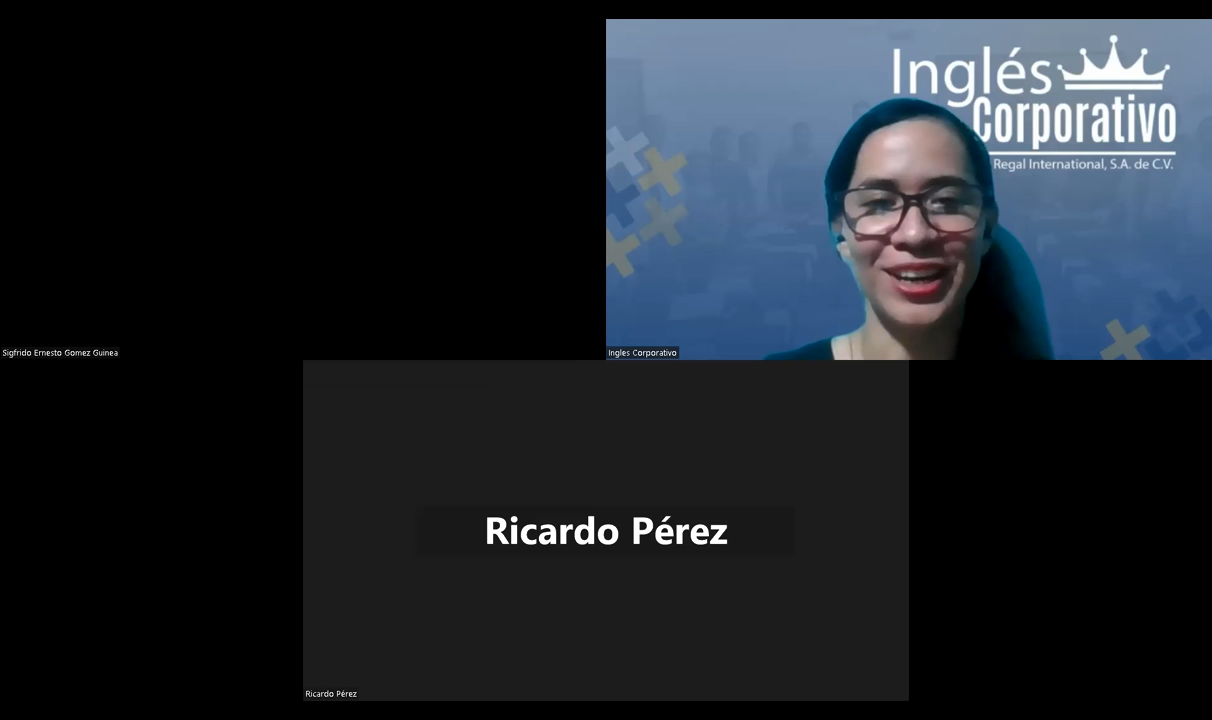 Inglés
Corporativo
Regal International, S.A. de C.V.
Sigfrido Ernesto Gomez Guinea
Ingles Corporativo
Ricardo Pérez
Ricardo Pérez